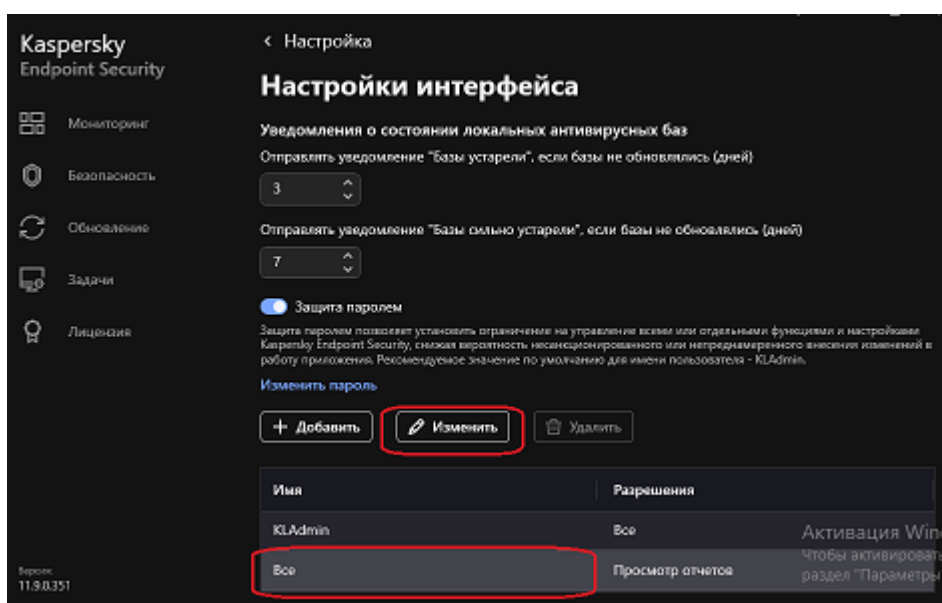 Kaspersky
Endpoint Security
Мониторинг
Безопасность
Обновление
Задачи
Лицензия
Версия:
11.9.0.351
< Настройка
Настройки интерфейса
Уведомления о состоянии локальных антивирусных баз
Отправлять уведомление "Базы устарели", если базы не обновлялись (дней)
3
Отправлять уведомление "Базы сильно устарели", если базы не обновлялись (дней)
7
Защита паролем
Защита паролем позволяет установить ограничение на управление всеми или отдельными функциями и настройками
Kaspersky Endpoint Security, снижая вероятность несанкционированного или непреднамеренного внесения изменений в
работу приложения. Рекомендуемое значение по умолчанию для имени пользователя - KLAdmin.
Изменить пароль
+ Добавить Изменить Удалить
Имя Разрешения
KLAdmin Все
Все Просмотр отчетов
Активация Win
Чтобы активировать
раздел "Параметры